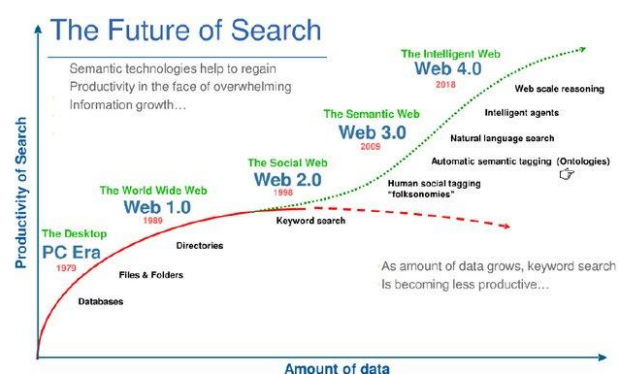 The Future of Search
Semantic technologies help to regain
Productivity in the face of overwhelming
Information growth…
The Intelligent Web
Web 4.0
2018
Web scale reasoning
Intelligent agents
The Semantic Web
Web 3.0
2009
Natural language search
Automatic semantic tagging (Ontologies)
The Social Web
Web 2.0
1998
Human social tagging
"folksonomies"
The World Wide Web
Web 1.0
1989
Keyword search
The Desktop
PC Era
1979
Directories
Files & Folders
Databases
As amount of data grows, keyword search
Is becoming less productive…
Productivity of Search
Amount of data